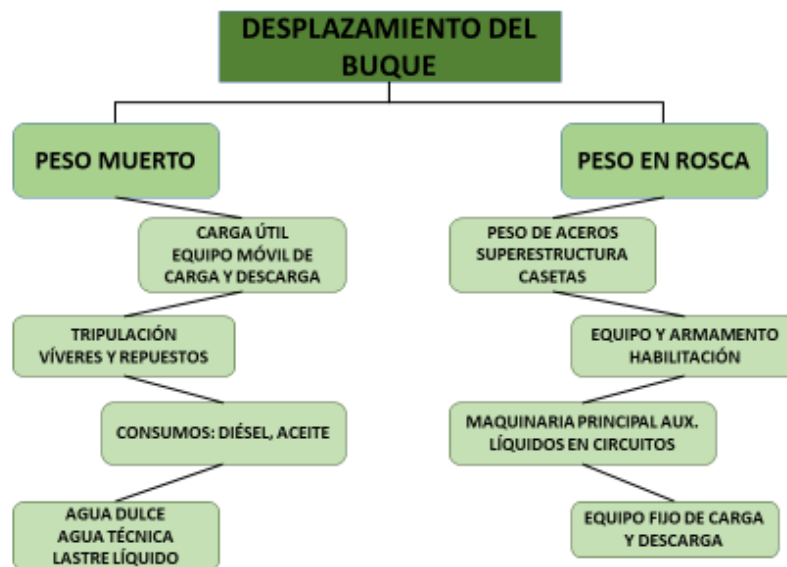 DESPLAZAMIENTO DEL
BUQUE
PESO MUERTO
PESO EN ROSCA
CARGA ÚTIL
EQUIPO MÓVIL DE
CARGA Y DESCARGA
PESO DE ACEROS
SUPERESTRUCTURA
CASETAS
TRIPULACIÓN
VÍVERES Y REPUESTOS
EQUIPO Y ARMAMENTO
HABILITACIÓN
CONSUMOS: DIÉSEL, ACEITE
MAQUINARIA PRINCIPAL AUX.
LÍQUIDOS EN CIRCUITOS
AGUA DULCE
AGUA TÉCNICA
LASTRE LÍQUIDO
EQUIPO FIJO DE CARGA
Y DESCARGA